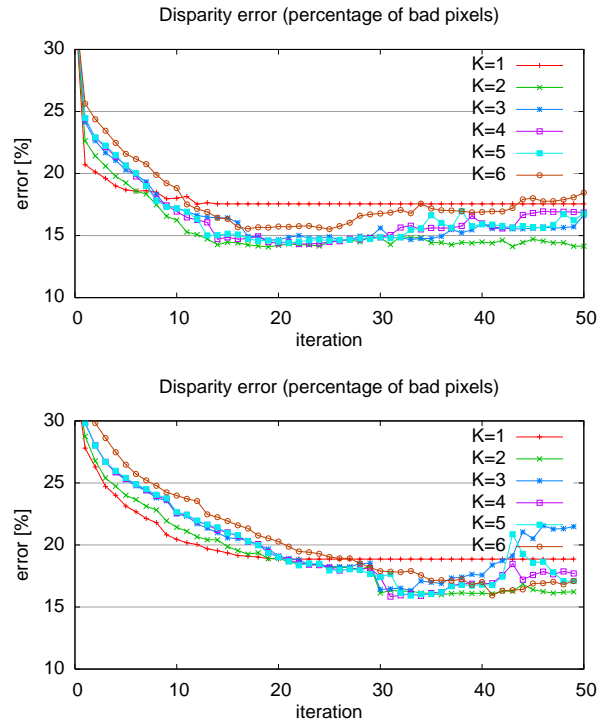 Disparity error (percentage of bad pixels)
30
25
20
15
10
error [%]
K=1
K=2
K=3
K=4
K=5
K=6
0 10 20 30 40 50
iteration
Disparity error (percentage of bad pixels)
30
25
20
15
10
error [%]
K=1
K=2
K=3
K=4
K=5
K=6
0 10 20 30 40 50
iteration